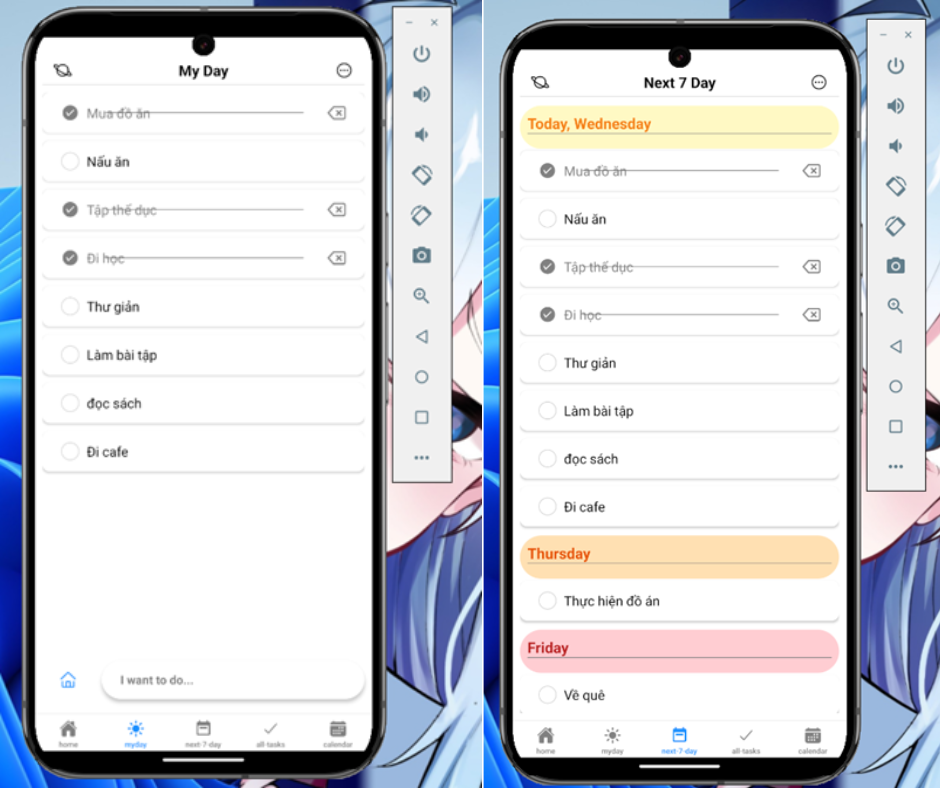 My Day
Mua đồ ăn
Nấu ăn
Tập thể dục
Đi học
Thư giản
Làm bài tập
đọc sách
Đi cafe
I want to do...
home
myday
next-7-day
all-tasks
calendar
Next 7 Day
Today, Wednesday
Mua đồ ăn
Nấu ăn
Tập thể dục
Đi học
Thư giản
Làm bài tập
đọc sách
Đi cafe
Thursday
Thực hiện đồ án
Friday
Về quê
home
myday
next-7-day
all-tasks
calendar